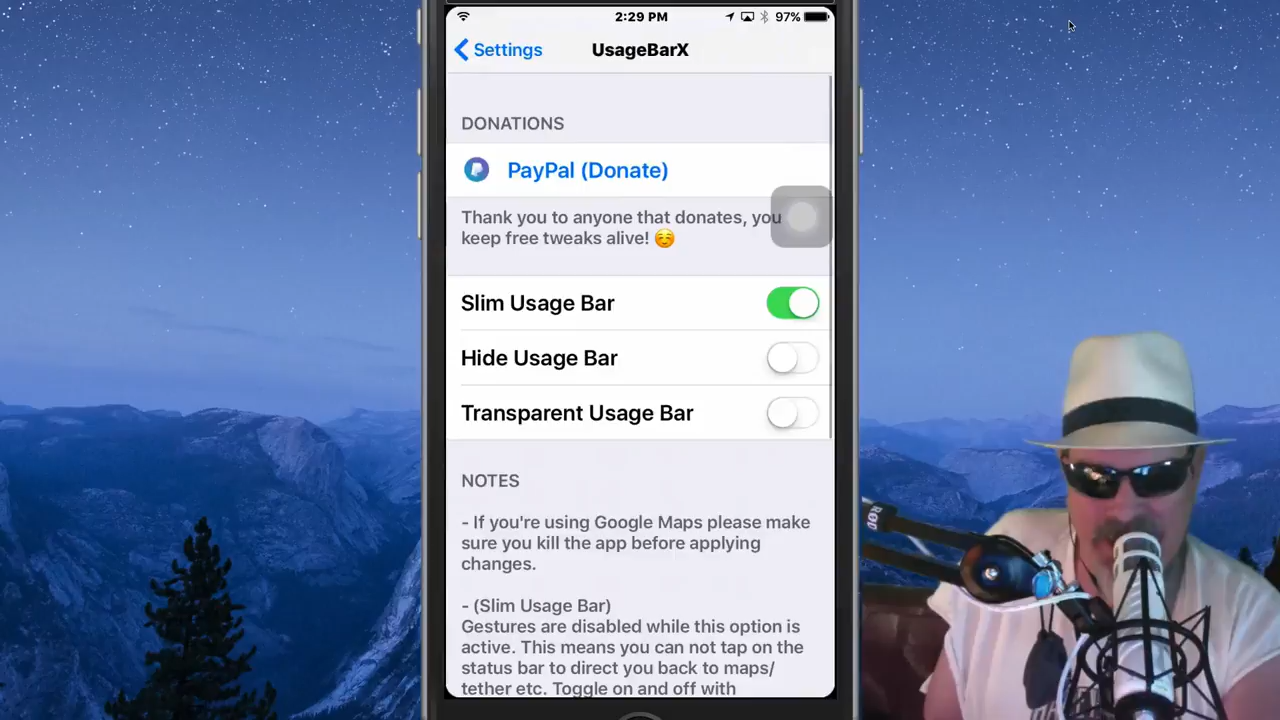 2:29 PM
97%
Settings
UsageBarX
DONATIONS
PayPal (Donate)
Thank you to anyone that donates, you
keep free tweaks alive! ☺️
Slim Usage Bar
Hide Usage Bar
Transparent Usage Bar
NOTES
- If you're using Google Maps please make
sure you kill the app before applying
changes.
- (Slim Usage Bar)
Gestures are disabled while this option is
active. This means you can not tap on the
status bar to direct you back to maps/
tether etc. Toggle on and off with
RØD